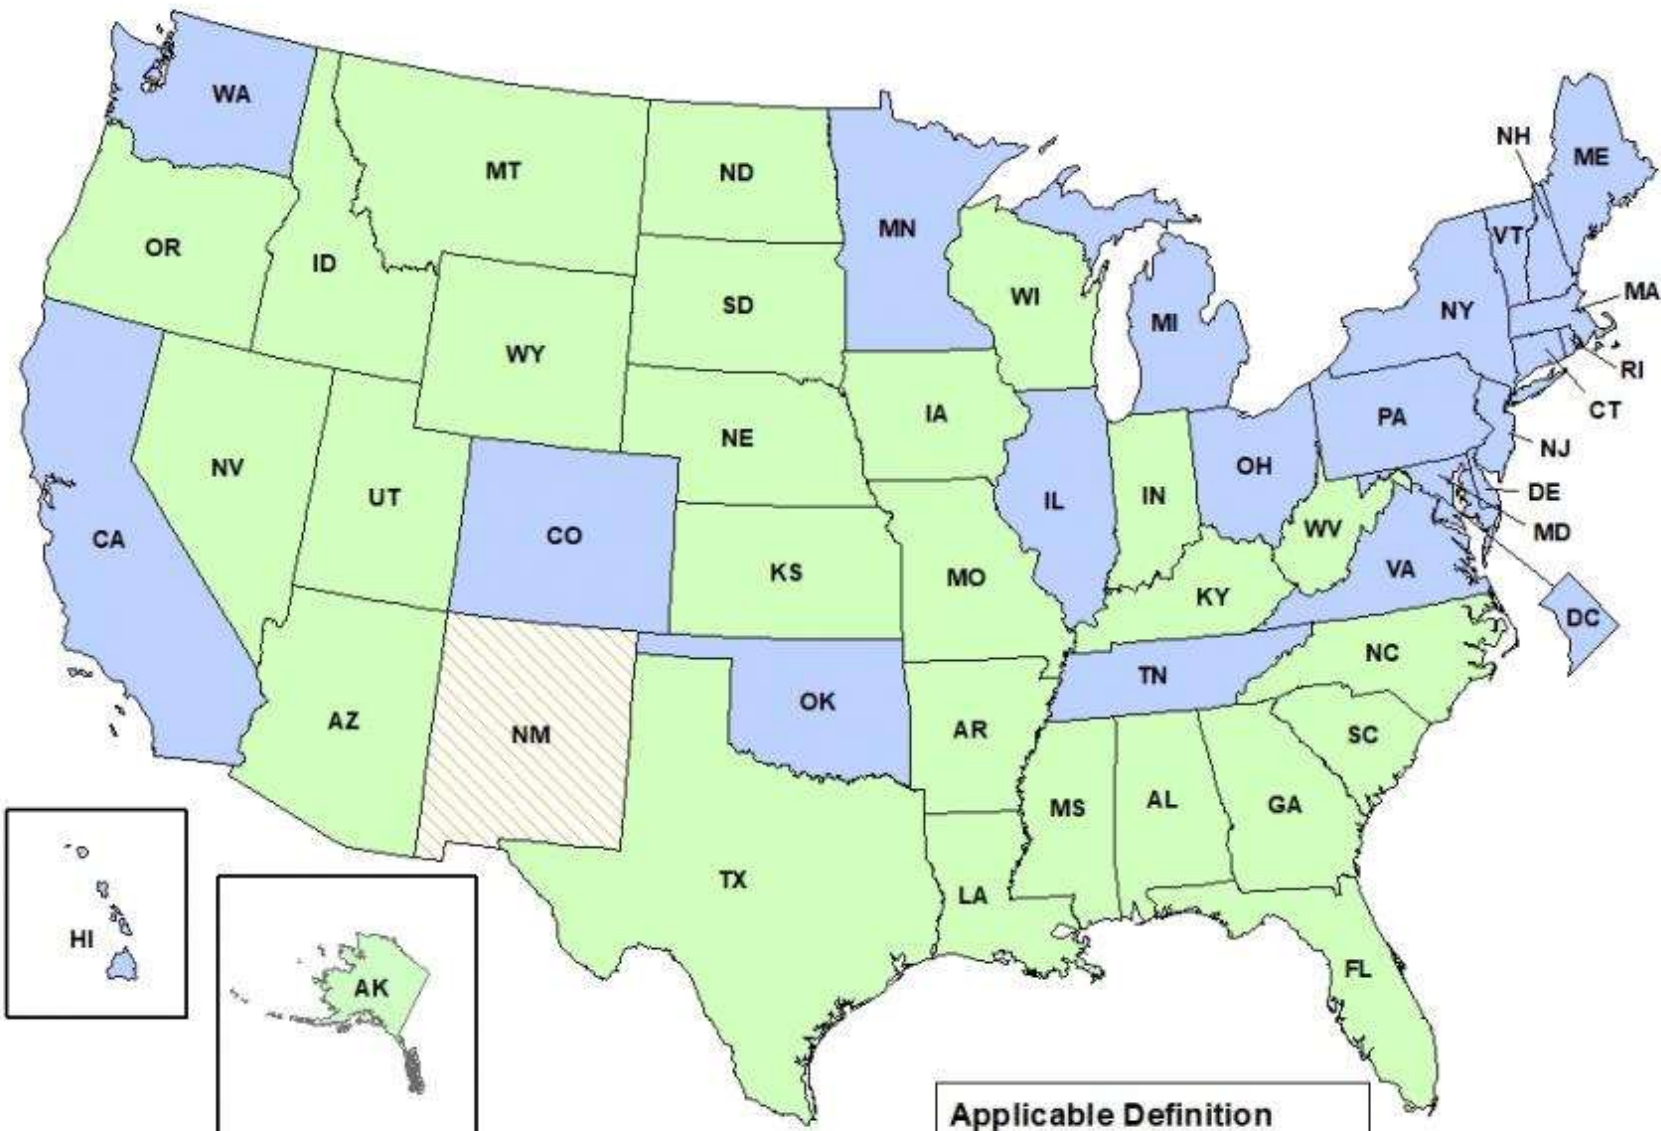 WA
NH
ME
MT
ND
MN
VT
OR
ID
SD
WI
MI
NY
MA
WY
RI
IA
CT
PA
NE
NV
UT
OH
NJ
IL
IN
DE
CA
CO
WV
MD
KS
MO
VA
KY
DC
NC
TN
AZ
NM
OK
AR
SC
MS
AL
GA
TX
LA
HI
AK
FL
Applicable Definition